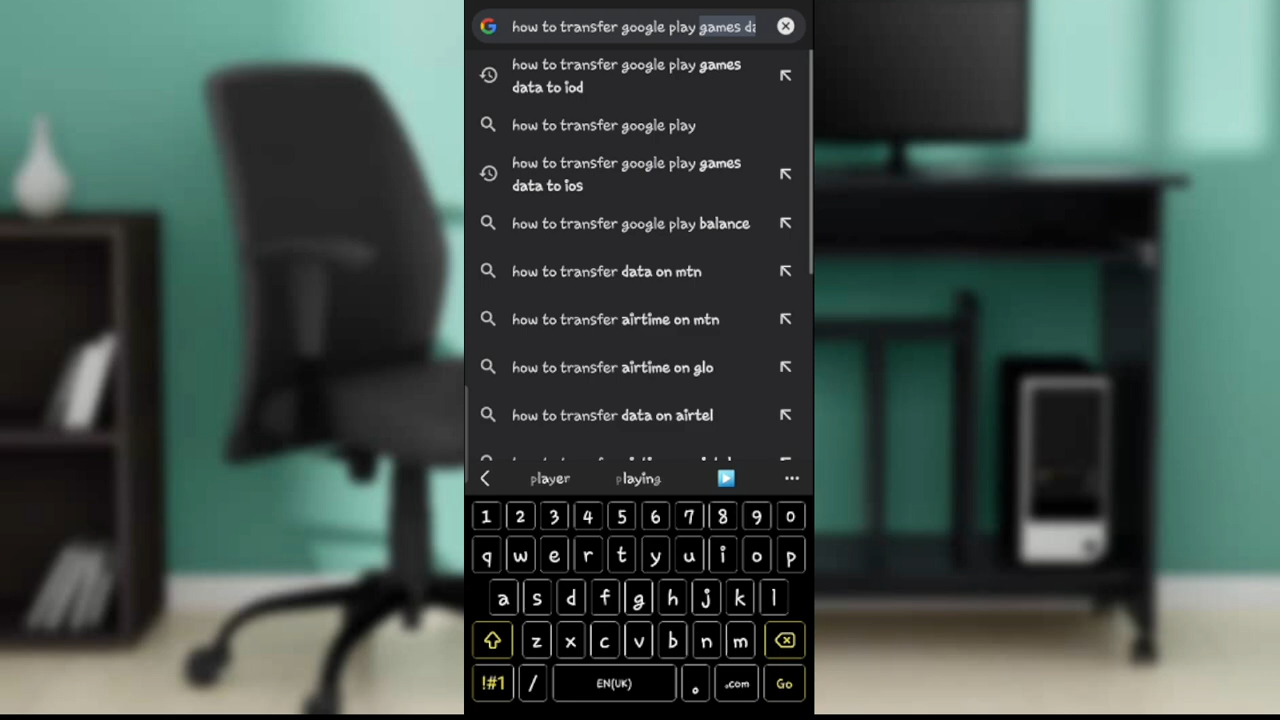 how to transfer google play games da
how to transfer google play games
data to iod
how to transfer google play
how to transfer google play games
data to ios
how to transfer google play balance
how to transfer data on mtn
how to transfer airtime on mtn
how to transfer airtime on glo
how to transfer data on airtel
player playing
1 2 3 4 5 6 7 8 9 0
q w e r t y u i o p
a s d f g h j k l
z x c v b n m
!#1 / EN(UK) . .com Go